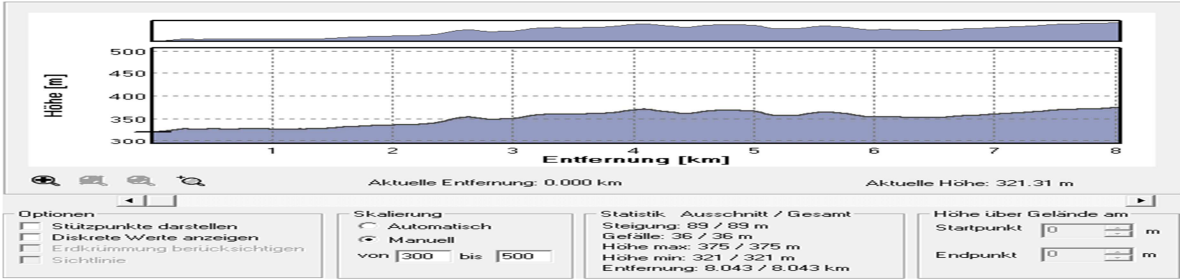 Höhe [m]
500
450
400
350
300
1 2 3 4 5 6 7 8
Entfernung [km]
Aktuelle Entfernung: 0.000 km
Aktuelle Höhe: 321.31 m
Optionen
Stützpunkte darstellen
Diskrete Werte anzeigen
Erdkrümmung berücksichtigen
Sichtlinie
Skalierung
Automatisch
Manuell
von 300 bis 500
Statistik Ausschnitt / Gesamt
Steigung: 89 / 89 m
Gefälle: 36 / 36 m
Höhe max: 375 / 375 m
Höhe min: 321 / 321 m
Entfernung: 8.043 / 8.043 km
Höhe über Gelände am
Startpunkt 0 m
Endpunkt 0 m